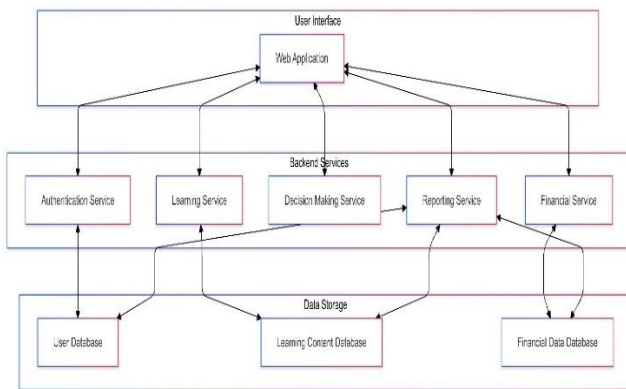 User Interface
Web Application
Backend Services
Authentication Service
Learning Service
Decision Making Service
Reporting Service
Financial Service
Data Storage
User Database
Learning Content Database
Financial Data Database